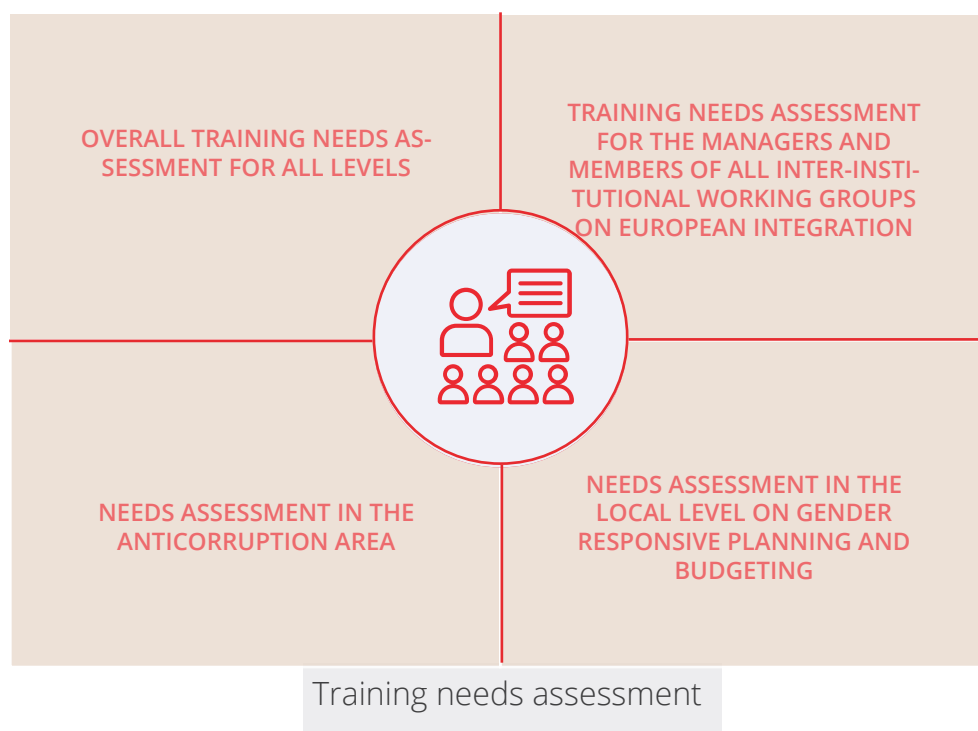 OVERALL TRAINING NEEDS AS-
SESSMENT FOR ALL LEVELS
TRAINING NEEDS ASSESSMENT
FOR THE MANAGERS AND
MEMBERS OF ALL INTER-INSTI-
TUTIONAL WORKING GROUPS
ON EUROPEAN INTEGRATION
NEEDS ASSESSMENT IN THE
ANTICORRUPTION AREA
NEEDS ASSESSMENT IN THE
LOCAL LEVEL ON GENDER
RESPONSIVE PLANNING AND
BUDGETING
Training needs assessment